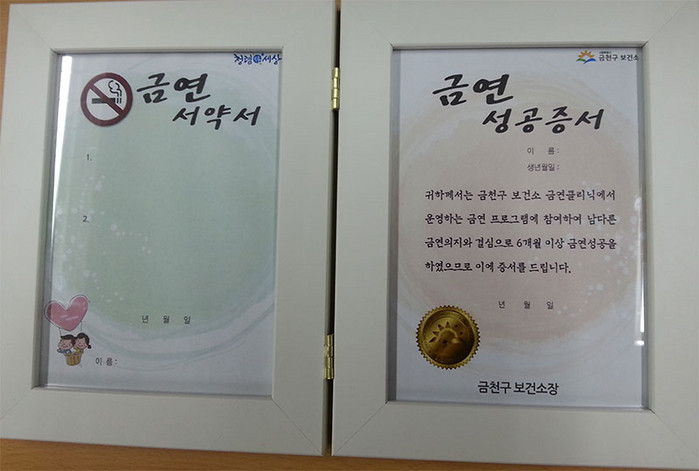 청렴세상
금연
서약서
1.
2.
년 월 일
이 름 :
금천구 보건소
금연
성공증서
이 름 :
생년월일 :
귀하께서는 금천구 보건소 금연클리닉에서
운영하는 금연 프로그램에 참여하여 남다른
금연의지와 결심으로 6개월 이상 금연성공을
하였으므로 이에 증서를 드립니다.
년 월 일
금천구 보건소장